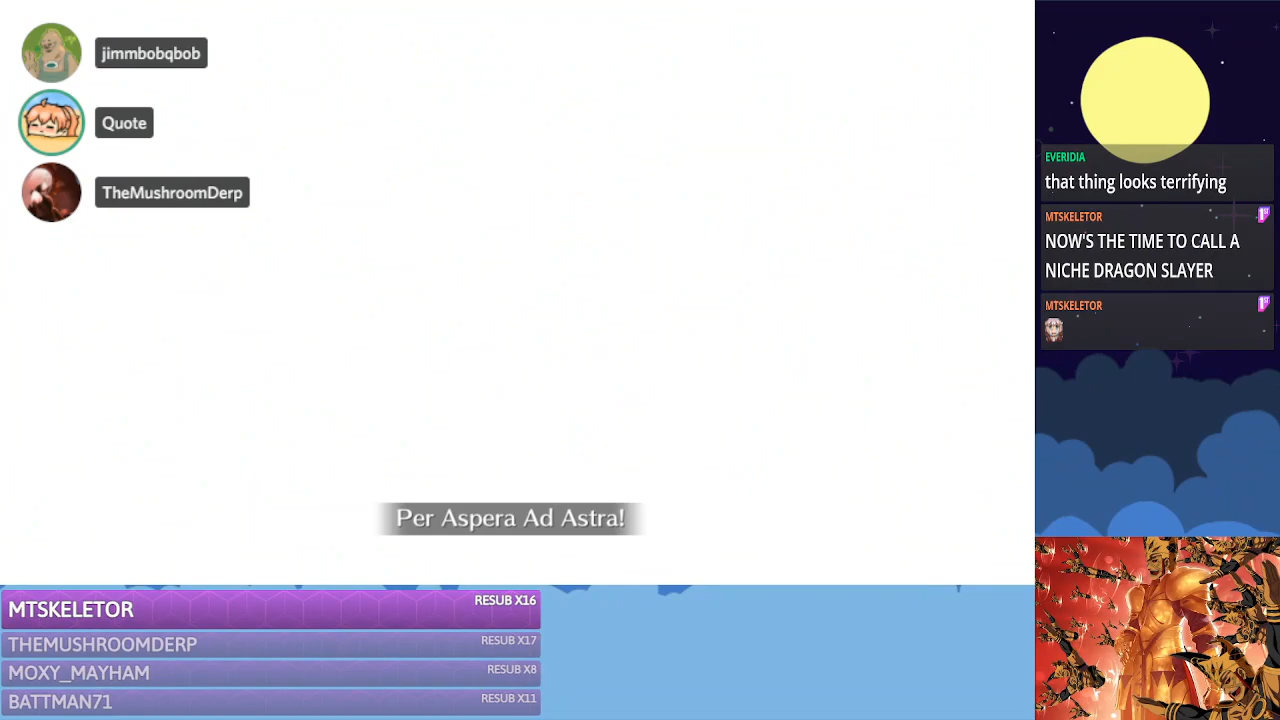 jimmbobqbob
Quote
TheMushroomDerp
Per Aspera Ad Astra!
EVERIDIA
that thing looks terrifying
MTSKELETOR
NOW'S THE TIME TO CALL A
NICHE DRAGON SLAYER
MTSKELETOR
MTSKELETOR RESUB X16
THEMUSHROOMDERP RESUB X17
MOXY_MAYHAM RESUB X8
BATTMAN71 RESUB X11